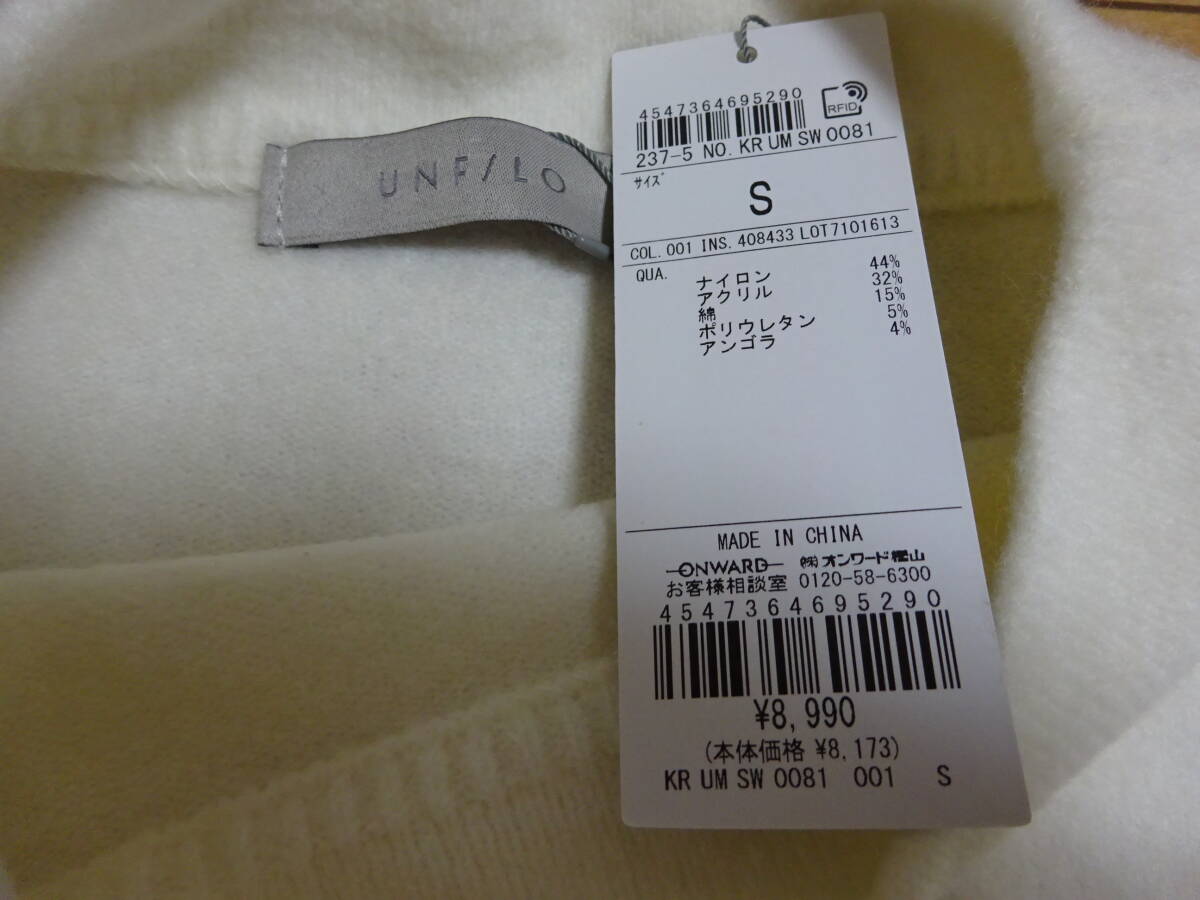 UNF/LO
4547364695290
RFID
237-5 NO. KR UM SW 0081
サイズ
S
COL. 001 INS. 408433 LOT7101613
QUA. ナイロン 44%
アクリル 32%
綿 15%
ポリウレタン 5%
アンゴラ 4%
MADE IN CHINA
ONWARD ㈱オンワード樫山
お客様相談室 0120-58-6300
4547364695290
¥8,990
(本体価格 ¥8,173)
KR UM SW 0081 001 S